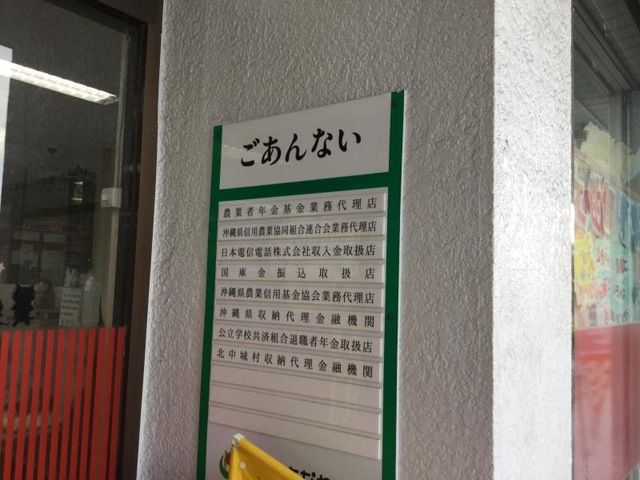 ごあんない
農業者年金基金業務代理店
沖縄県信用農業協同組合連合会業務代理店
日本電信電話株式会社収入金取扱店
国庫金振込取扱店
沖縄県農業信用基金協会業務代理店
沖縄県収納代理金融機関
公立学校共済組合退職者年金取扱店
北中城村収納代理金融機関